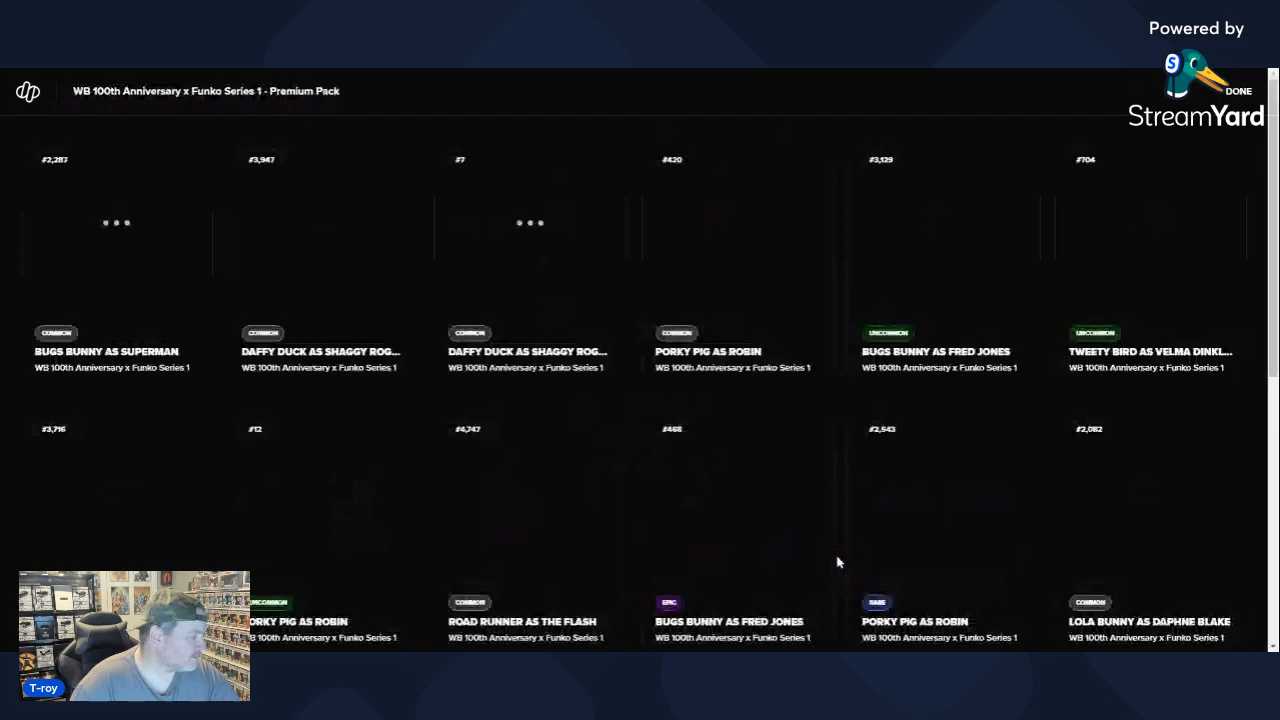 Powered by
S
StreamYard
WB 100th Anniversary x Funko Series 1 - Premium Pack
DONE
#2,287
#3,947
#7
#420
#3,129
#704
COMMON
COMMON
COMMON
COMMON
UNCOMMON
UNCOMMON
BUGS BUNNY AS SUPERMAN
DAFFY DUCK AS SHAGGY ROG...
DAFFY DUCK AS SHAGGY ROG...
PORKY PIG AS ROBIN
BUGS BUNNY AS FRED JONES
TWEETY BIRD AS VELMA DINKL...
WB 100th Anniversary x Funko Series 1
WB 100th Anniversary x Funko Series 1
WB 100th Anniversary x Funko Series 1
WB 100th Anniversary x Funko Series 1
WB 100th Anniversary x Funko Series 1
WB 100th Anniversary x Funko Series 1
#3,716
#12
#4,747
#468
#2,543
#2,082
NCOMMON
COMMON
EPIC
RARE
COMMON
ORKY PIG AS ROBIN
ROAD RUNNER AS THE FLASH
BUGS BUNNY AS FRED JONES
PORKY PIG AS ROBIN
LOLA BUNNY AS DAPHNE BLAKE
B 100th Anniversary x Funko Series 1
WB 100th Anniversary x Funko Series 1
WB 100th Anniversary x Funko Series 1
WB 100th Anniversary x Funko Series 1
WB 100th Anniversary x Funko Series 1
T-roy